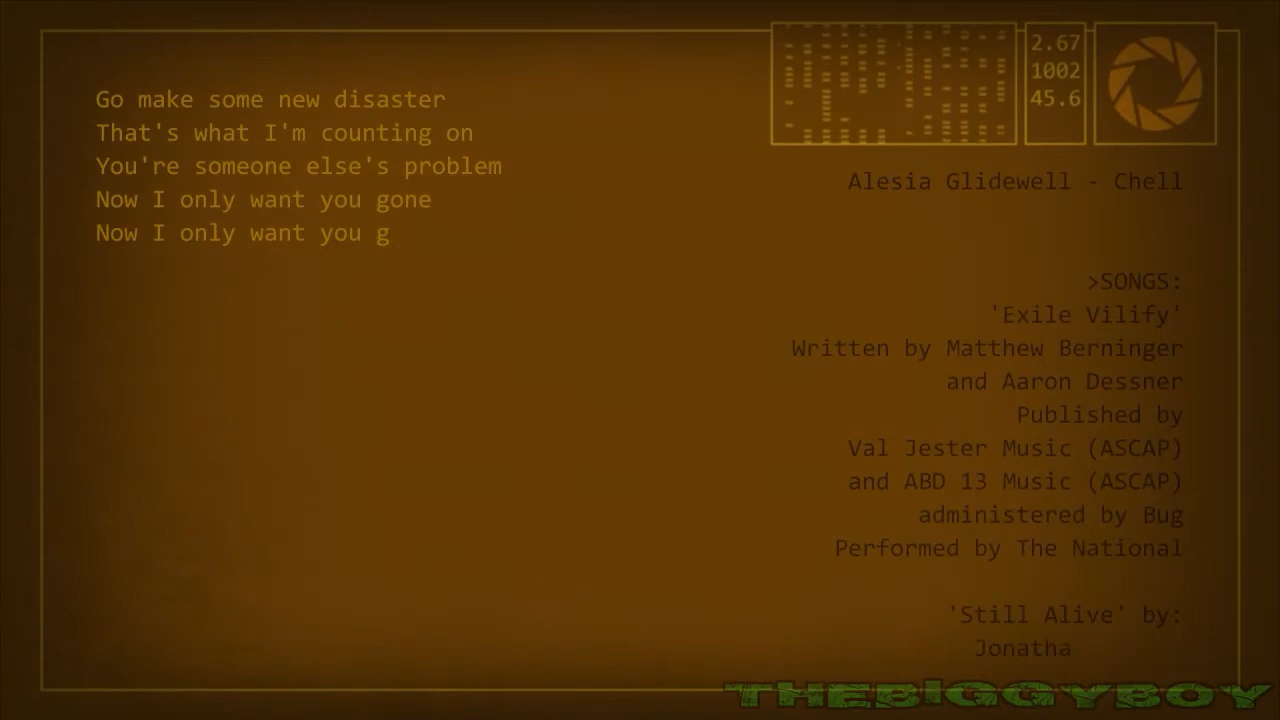 Go make some new disaster
That's what I'm counting on
You're someone else's problem
Now I only want you gone
Now I only want you g
2.67
1002
45.6
Alesia Glidewell - Chell
>SONGS:
'Exile Vilify'
Written by Matthew Berninger
and Aaron Dessner
Published by
Val Jester Music (ASCAP)
and ABD 13 Music (ASCAP)
administered by Bug
Performed by The National
'Still Alive' by:
Jonatha
THEBIGGYBOY